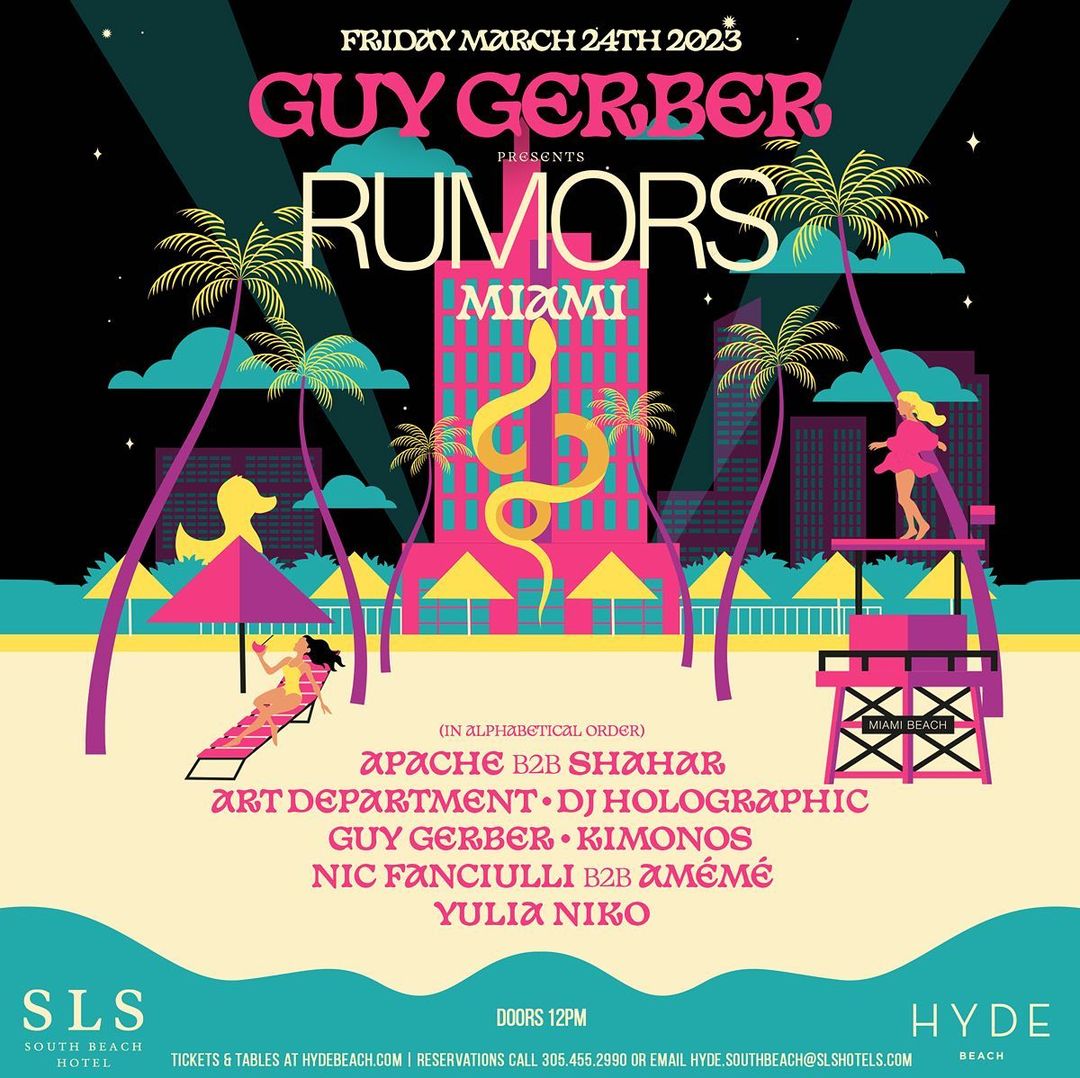 FRIDAY MARCH 24TH 2023
GUY GERBER
PRESENTS
RUMORS
MIAMI
MIAMI BEACH
(IN ALPHABETICAL ORDER)
APACHE B2B SHAHAR
ART DEPARTMENT • DJ HOLOGRAPHIC
GUY GERBER • KIMONOS
NIC FANCIULLI B2B AMÉMÉ
YULIA NIKO
SLS
SOUTH BEACH
HOTEL
DOORS 12PM
HYDE
BEACH
TICKETS & TABLES AT HYDEBEACH.COM | RESERVATIONS CALL 305.455.2990 OR EMAIL HYDE.SOUTHBEACH@SLSHOTELS.COM